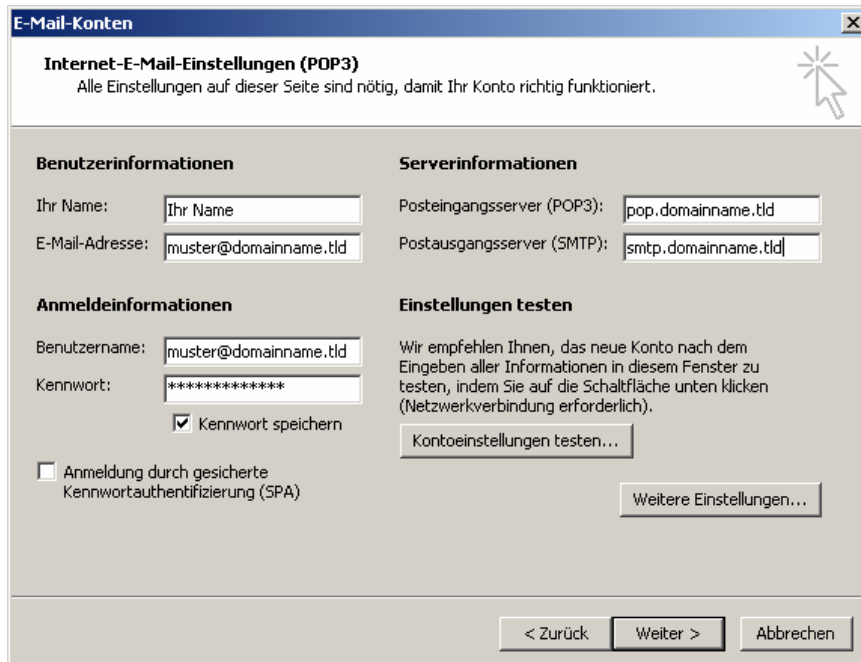 E-Mail-Konten
Internet-E-Mail-Einstellungen (POP3)
Alle Einstellungen auf dieser Seite sind nötig, damit Ihr Konto richtig funktioniert.
Benutzerinformationen
Ihr Name: Ihr Name
E-Mail-Adresse: muster@domainname.tld
Serverinformationen
Posteingangsserver (POP3): pop.domainname.tld
Postausgangsserver (SMTP): smtp.domainname.tld
Anmeldeinformationen
Benutzername: muster@domainname.tld
Kennwort: *************
Kennwort speichern
Anmeldung durch gesicherte
Kennwortauthentifizierung (SPA)
Einstellungen testen
Wir empfehlen Ihnen, das neue Konto nach dem
Eingeben aller Informationen in diesem Fenster zu
testen, indem Sie auf die Schaltfläche unten klicken
(Netzwerkverbindung erforderlich).
Kontoeinstellungen testen...
Weitere Einstellungen...
< Zurück
Weiter >
Abbrechen